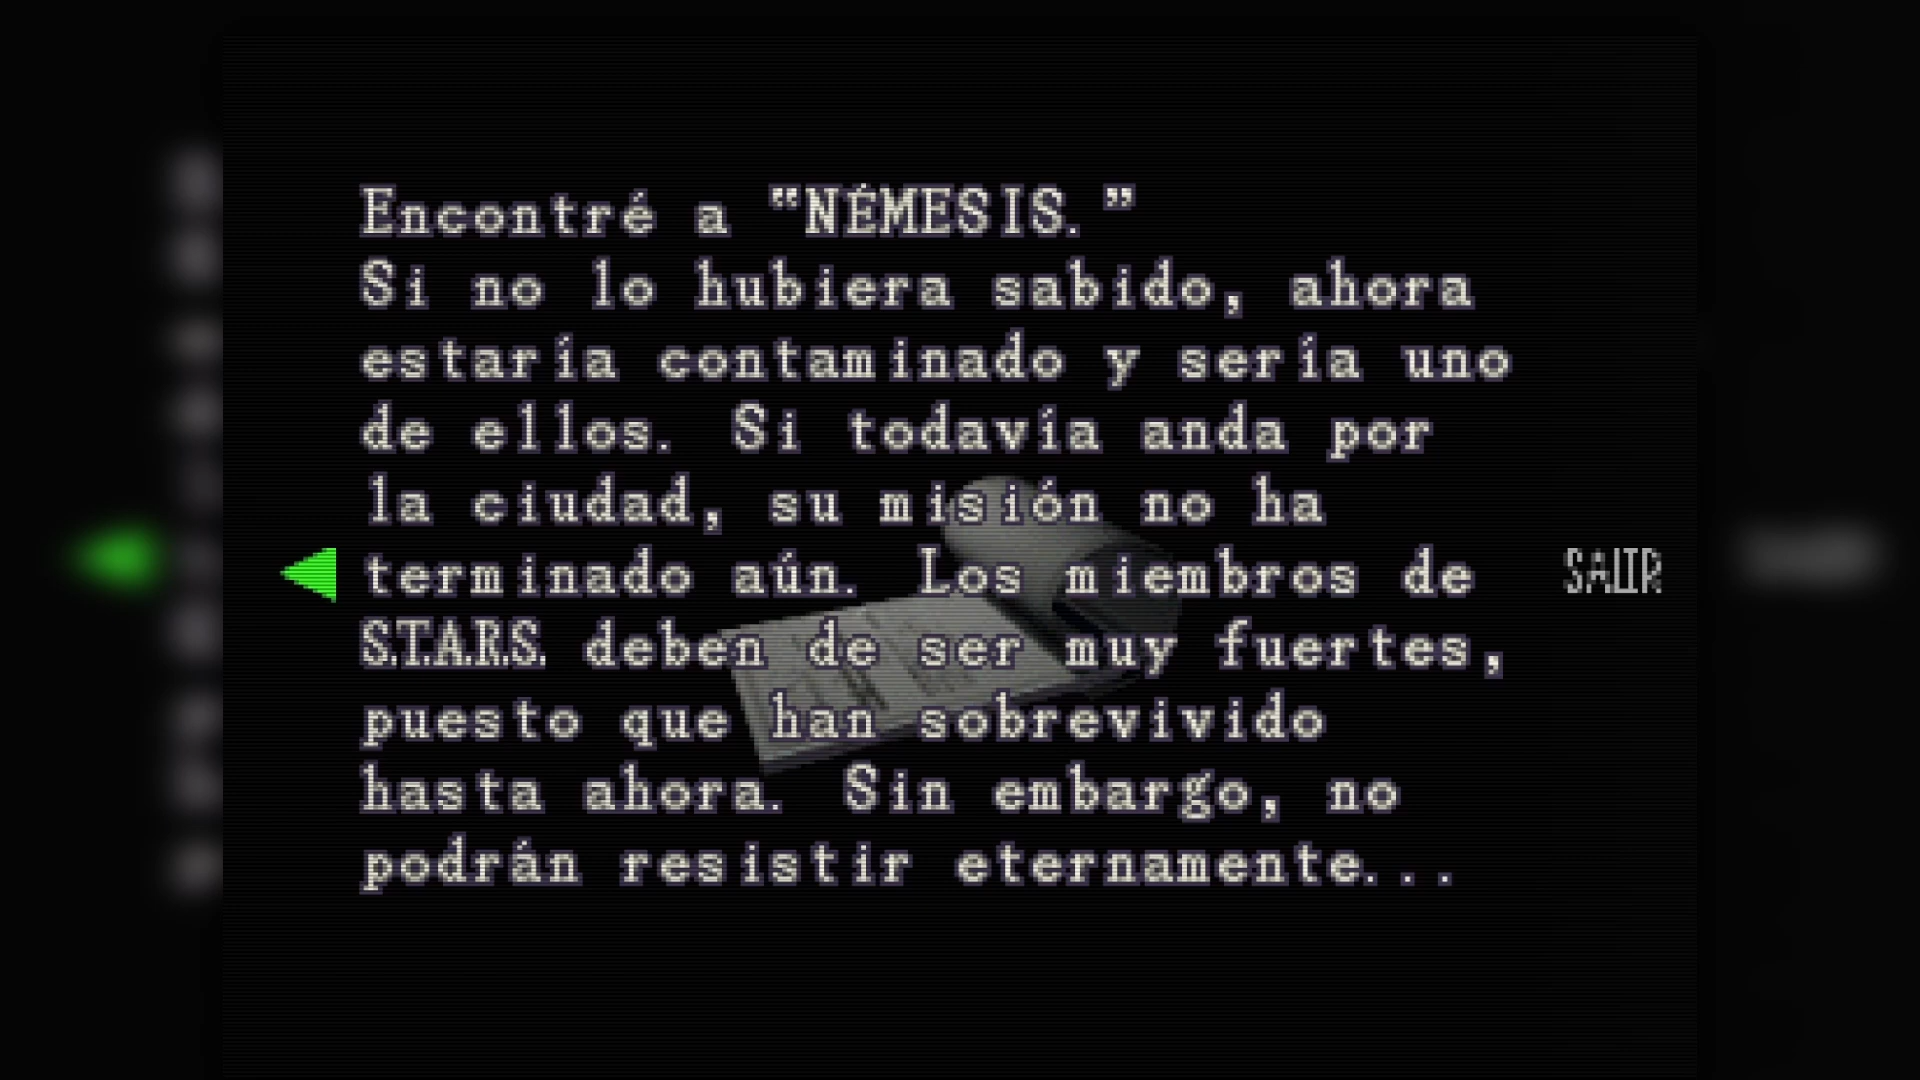 Encontré a "NÉMESIS."
Si no lo hubiera sabido, ahora
estaría contaminado y sería uno
de ellos. Si todavía anda por
la ciudad, su misión no ha
terminado aún. Los miembros de
SALIR
S.T.A.R.S. deben de ser muy fuertes,
puesto que han sobrevivido
hasta ahora. Sin embargo, no
podrán resistir eternamente...